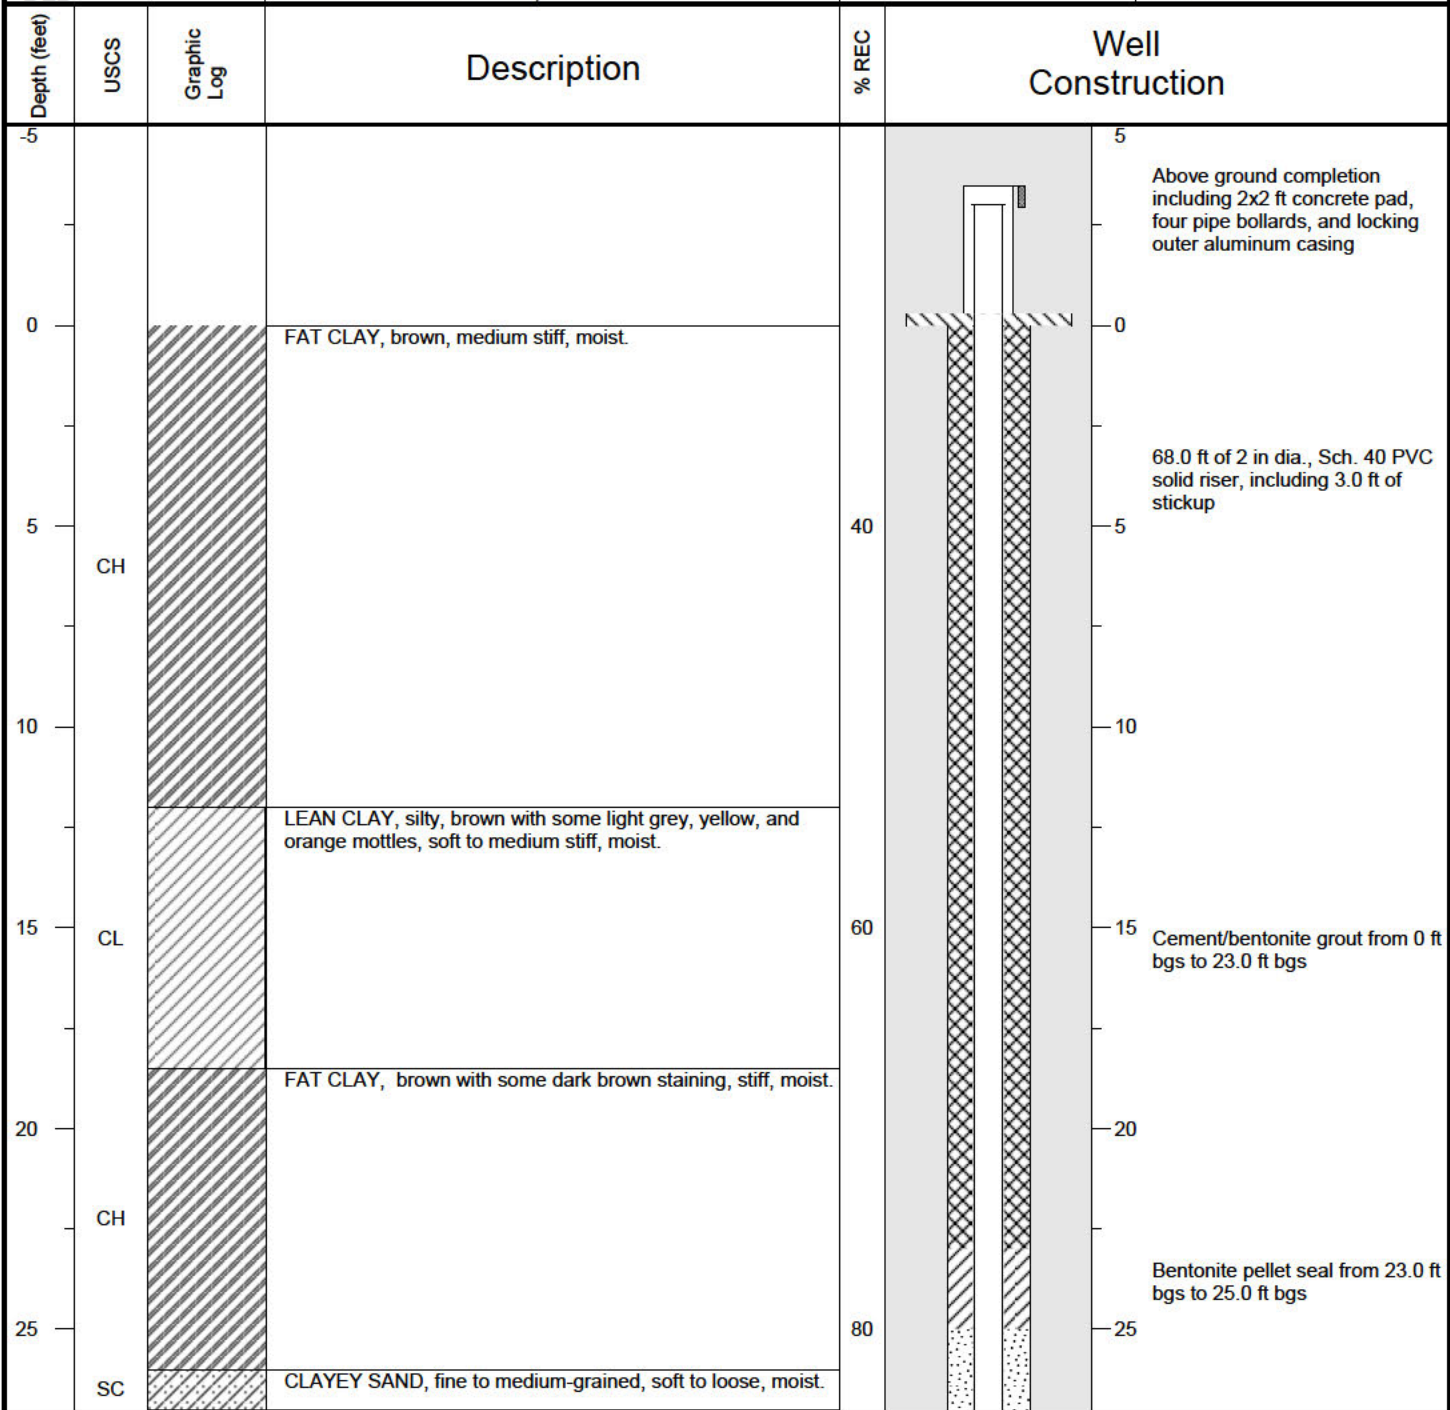 Depth (feet)
USCS
Graphic
Log
Description
% REC
Well
Construction
-5
5
Above ground completion
including 2x2 ft concrete pad,
four pipe bollards, and locking
outer aluminum casing
0
0
FAT CLAY, brown, medium stiff, moist.
68.0 ft of 2 in dia., Sch. 40 PVC
solid riser, including 3.0 ft of
stickup
5
40
5
CH
10
10
LEAN CLAY, silty, brown with some light grey, yellow, and
orange mottles, soft to medium stiff, moist.
15
CL
60
15
Cement/bentonite grout from 0 ft
bgs to 23.0 ft bgs
FAT CLAY,  brown with some dark brown staining, stiff, moist.
20
20
CH
Bentonite pellet seal from 23.0 ft
bgs to 25.0 ft bgs
25
80
25
SC
CLAYEY SAND, fine to medium-grained, soft to loose, moist.